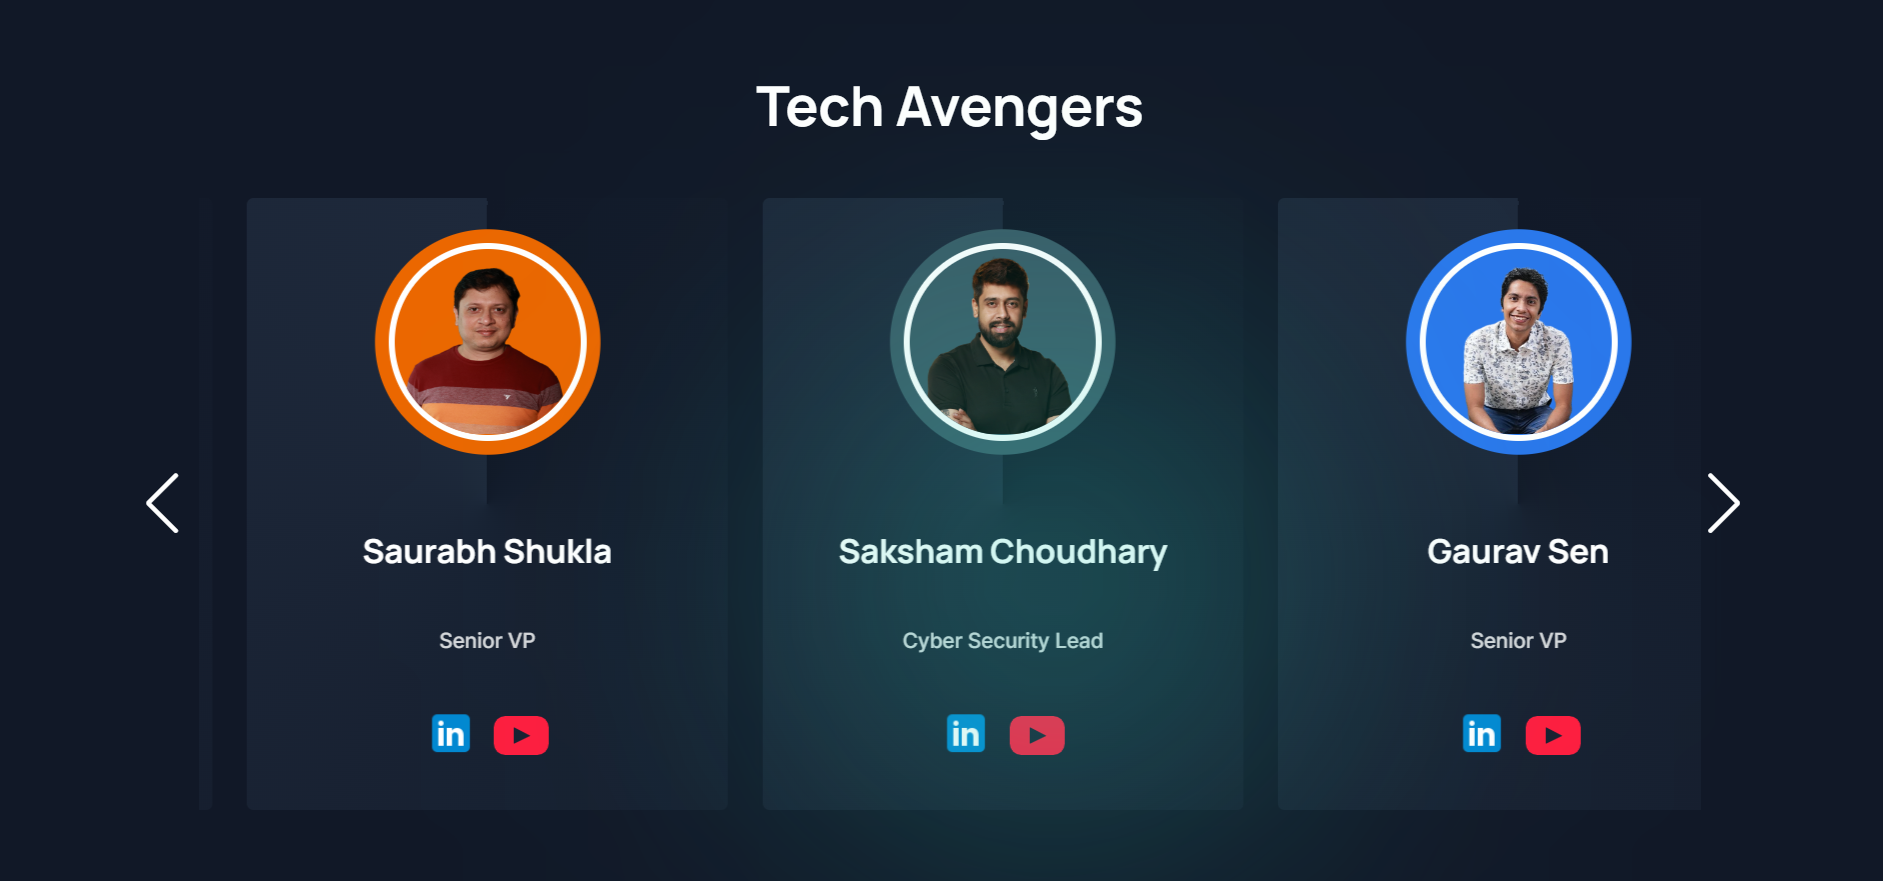 Tech Avengers
Saurabh Shukla
Senior VP
in
Saksham Choudhary
Cyber Security Lead
in
Gaurav Sen
Senior VP
in